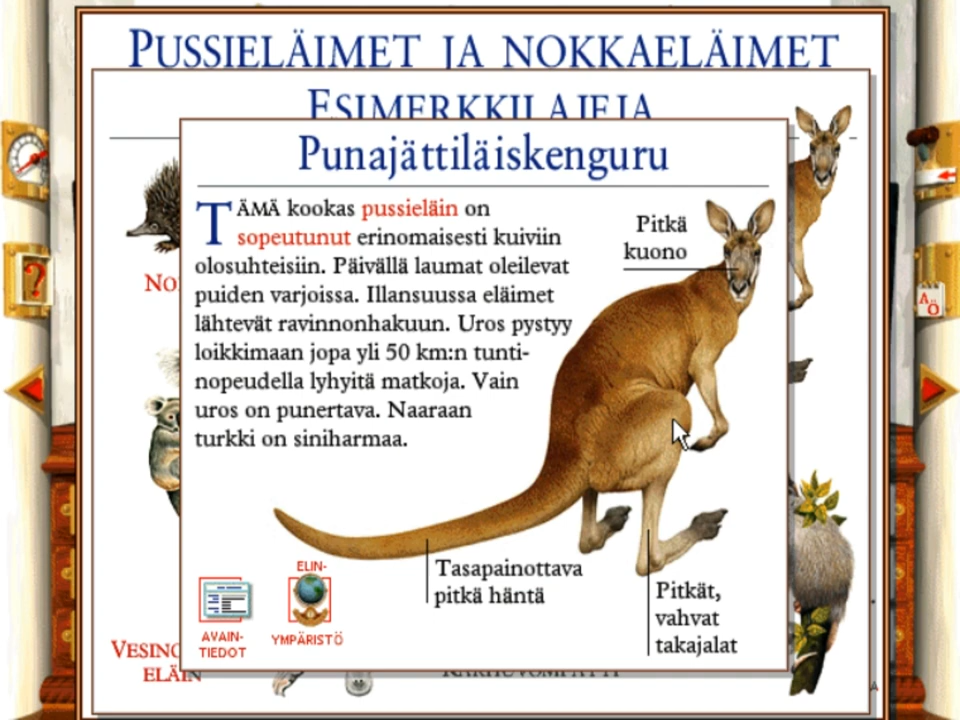 PUSSIELÄIMET JA NOKKAELÄIMET
ESIMERKKILAJEJA
Punajättiläiskenguru
TÄMÄ kookas pussieläin on
sopeutunut erinomaisesti kuiviin
olosuhteisiin. Päivällä laumat oleilevat
puiden varjoissa. Illansuussa eläimet
lähtevät ravinnonhakuun. Uros pystyy
loikkimaan jopa yli 50 km:n tunti-
nopeudella lyhyitä matkoja. Vain
uros on punertava. Naaraan
turkki on siniharmaa.
Pitkä
kuono
Tasapainottava
pitkä häntä
Pitkät,
vahvat
takajalat
AVAIN-
TIEDOT
ELIN-
YMPÄRISTÖ
ELÄIN
?
A
Ö